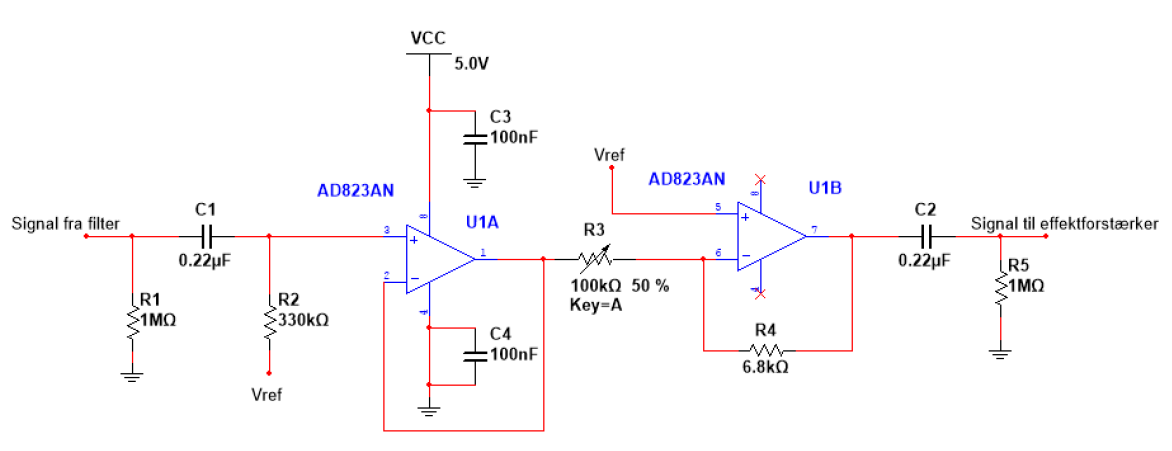 VCC
5.0V
C3
100nF
Vref
AD823AN
U1B
AD823AN
U1A
8
8
Signal fra filter
C1
0.22µF
3
2
1
R3
100kΩ 50 %
Key=A
5
6
7
C2
0.22µF
Signal til effektforstærker
R1
1MΩ
R2
330kΩ
4
4
R5
1MΩ
C4
100nF
R4
6.8kΩ
Vref